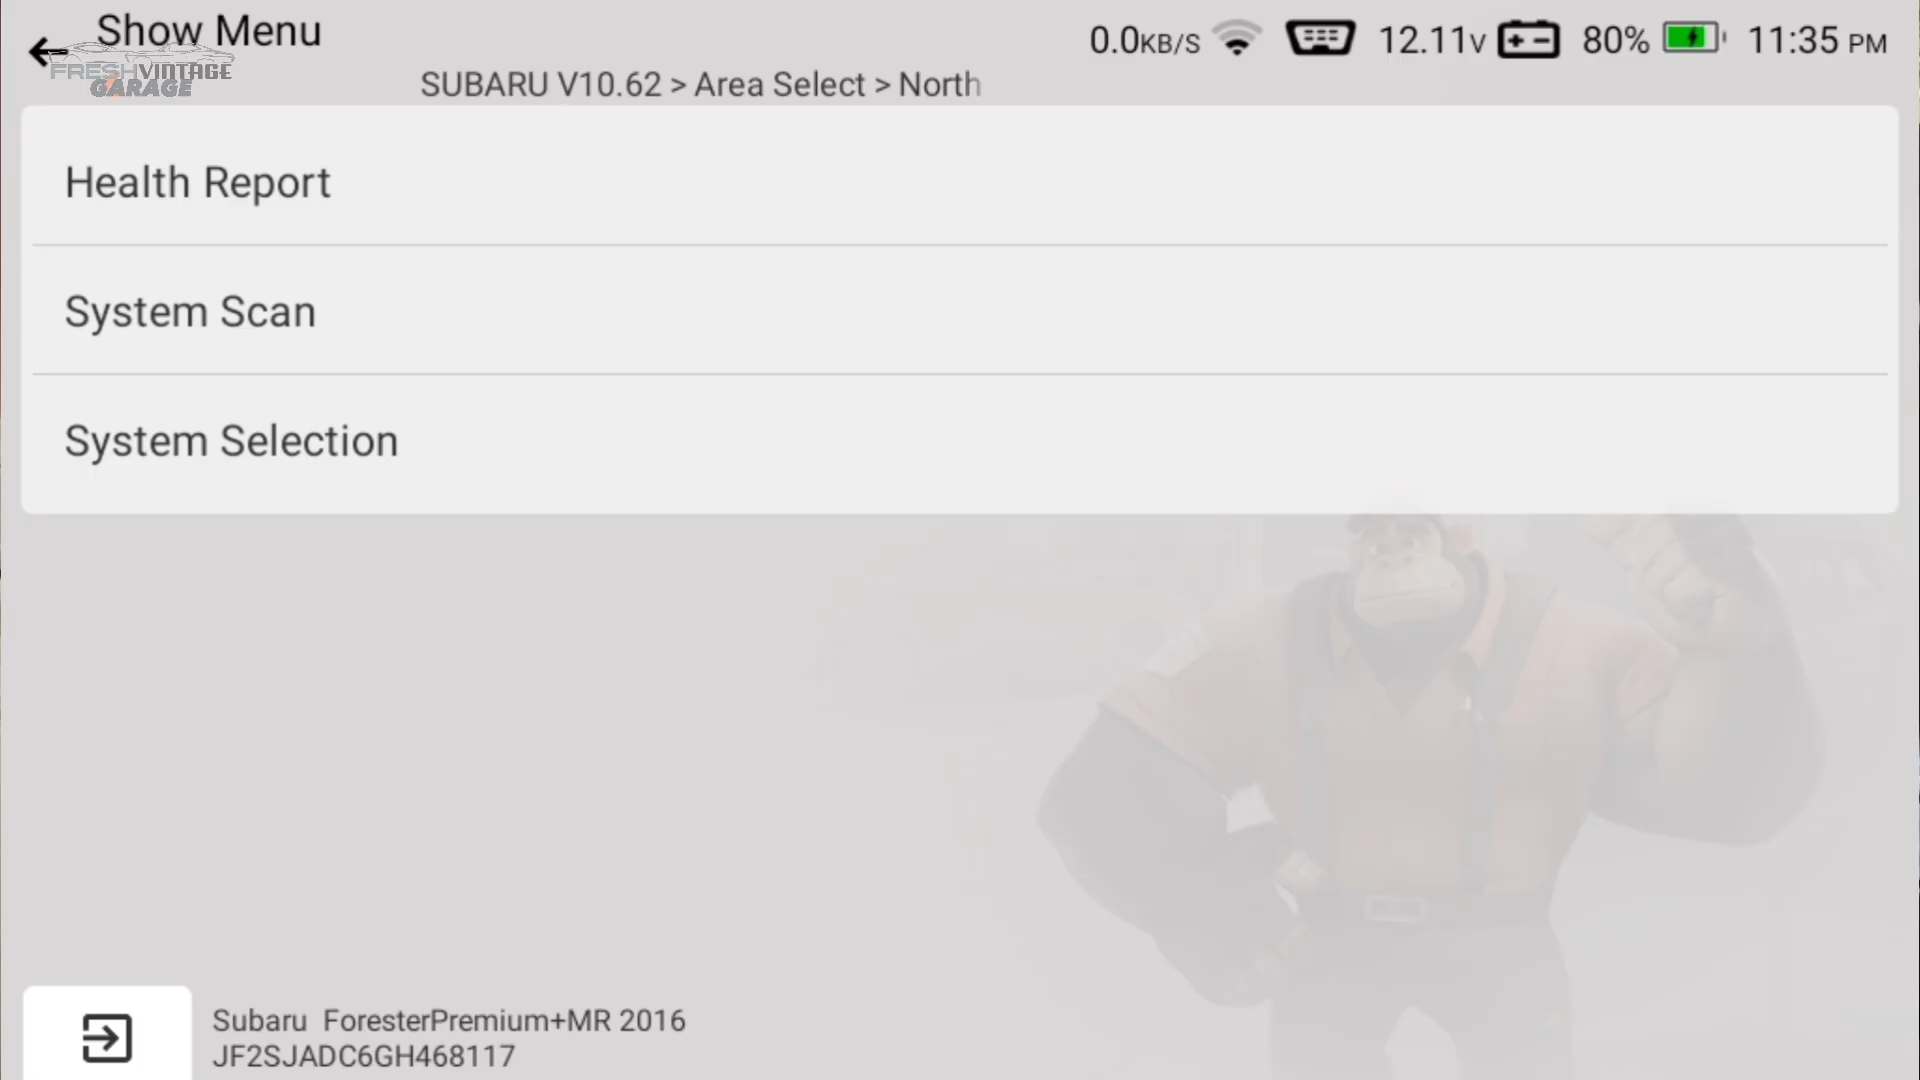 Show Menu
0.0KB/S 12.11V 80% 11:35 PM
FRESHVINTAGE
GARAGE
SUBARU V10.62 > Area Select > North
Health Report
System Scan
System Selection
Subaru ForesterPremium+MR 2016
JF2SJADC6GH468117